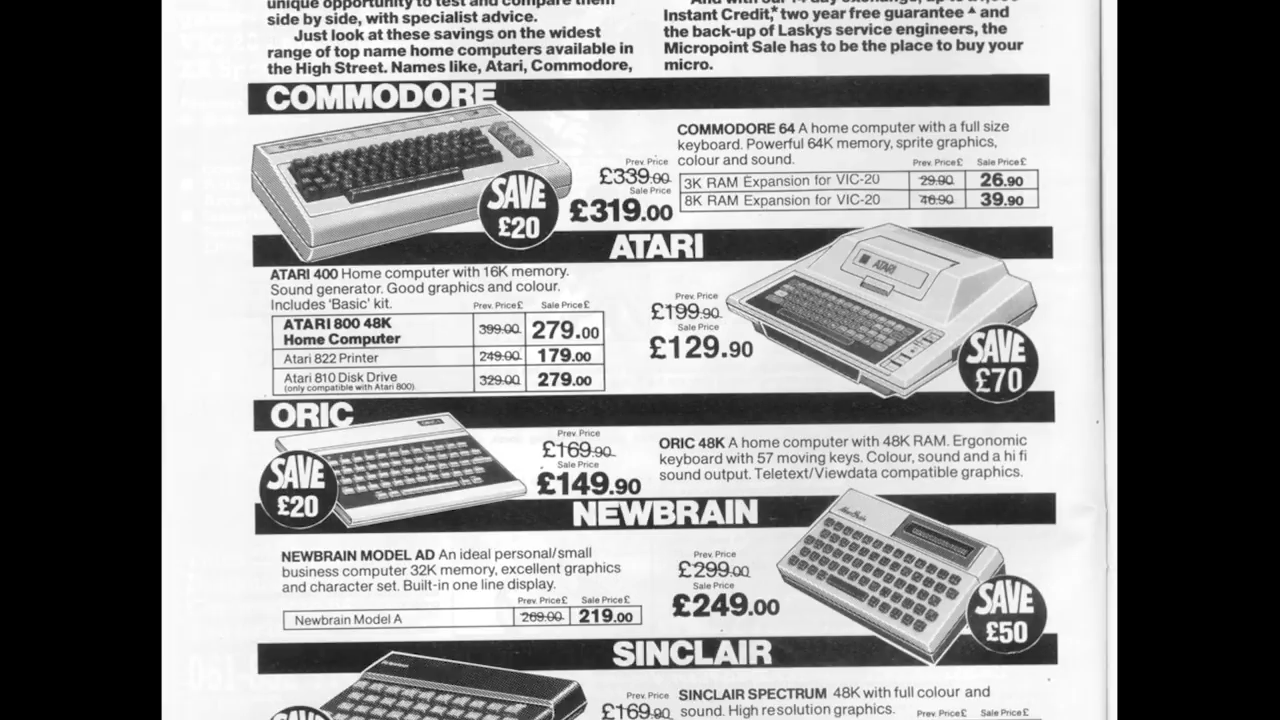 unique opportunity to test and compare them
side by side, with specialist advice.
Just look at these savings on the widest
range of top name home computers available in
the High Street. Names like, Atari, Commodore,
Instant Credit,* two year free guarantee ▲ and
the back-up of Laskys service engineers, the
Micropoint Sale has to be the place to buy your
micro.
COMMODORE
SAVE
£20
Prev. Price
£339.00
Sale Price
£319.00
COMMODORE 64 A home computer with a full size
keyboard. Powerful 64K memory, sprite graphics,
colour and sound.
Prev. Price£ Sale Price£
3K RAM Expansion for VIC-20 29.90 26.90
8K RAM Expansion for VIC-20 46.90 39.90
ATARI
ATARI 400 Home computer with 16K memory.
Sound generator. Good graphics and colour.
Includes 'Basic' kit.
Prev. Price£ Sale Price£
ATARI 800 48K
Home Computer 399.00 279.00
Atari 822 Printer 249.00 179.00
Atari 810 Disk Drive 329.00 279.00
(only compatible with Atari 800)
Prev. Price
£199.90
Sale Price
£129.90
ATARI
SAVE
£70
ORIC
SAVE
£20
Prev. Price
£169.90
Sale Price
£149.90
ORIC 48K A home computer with 48K RAM. Ergonomic
keyboard with 57 moving keys. Colour, sound and a hi fi
sound output. Teletext/Viewdata compatible graphics.
NEWBRAIN
NEWBRAIN MODEL AD An ideal personal/small
business computer 32K memory, excellent graphics
and character set. Built-in one line display.
Prev. Price£ Sale Price£
Newbrain Model A 269.00 219.00
Prev. Price
£299.00
Sale Price
£249.00
NewBrain
SAVE
£50
SINCLAIR
SAVE
Prev. Price
£169.90
SINCLAIR SPECTRUM 48K with full colour and
sound. High resolution graphics.
Prev. Price£ Sale Price£